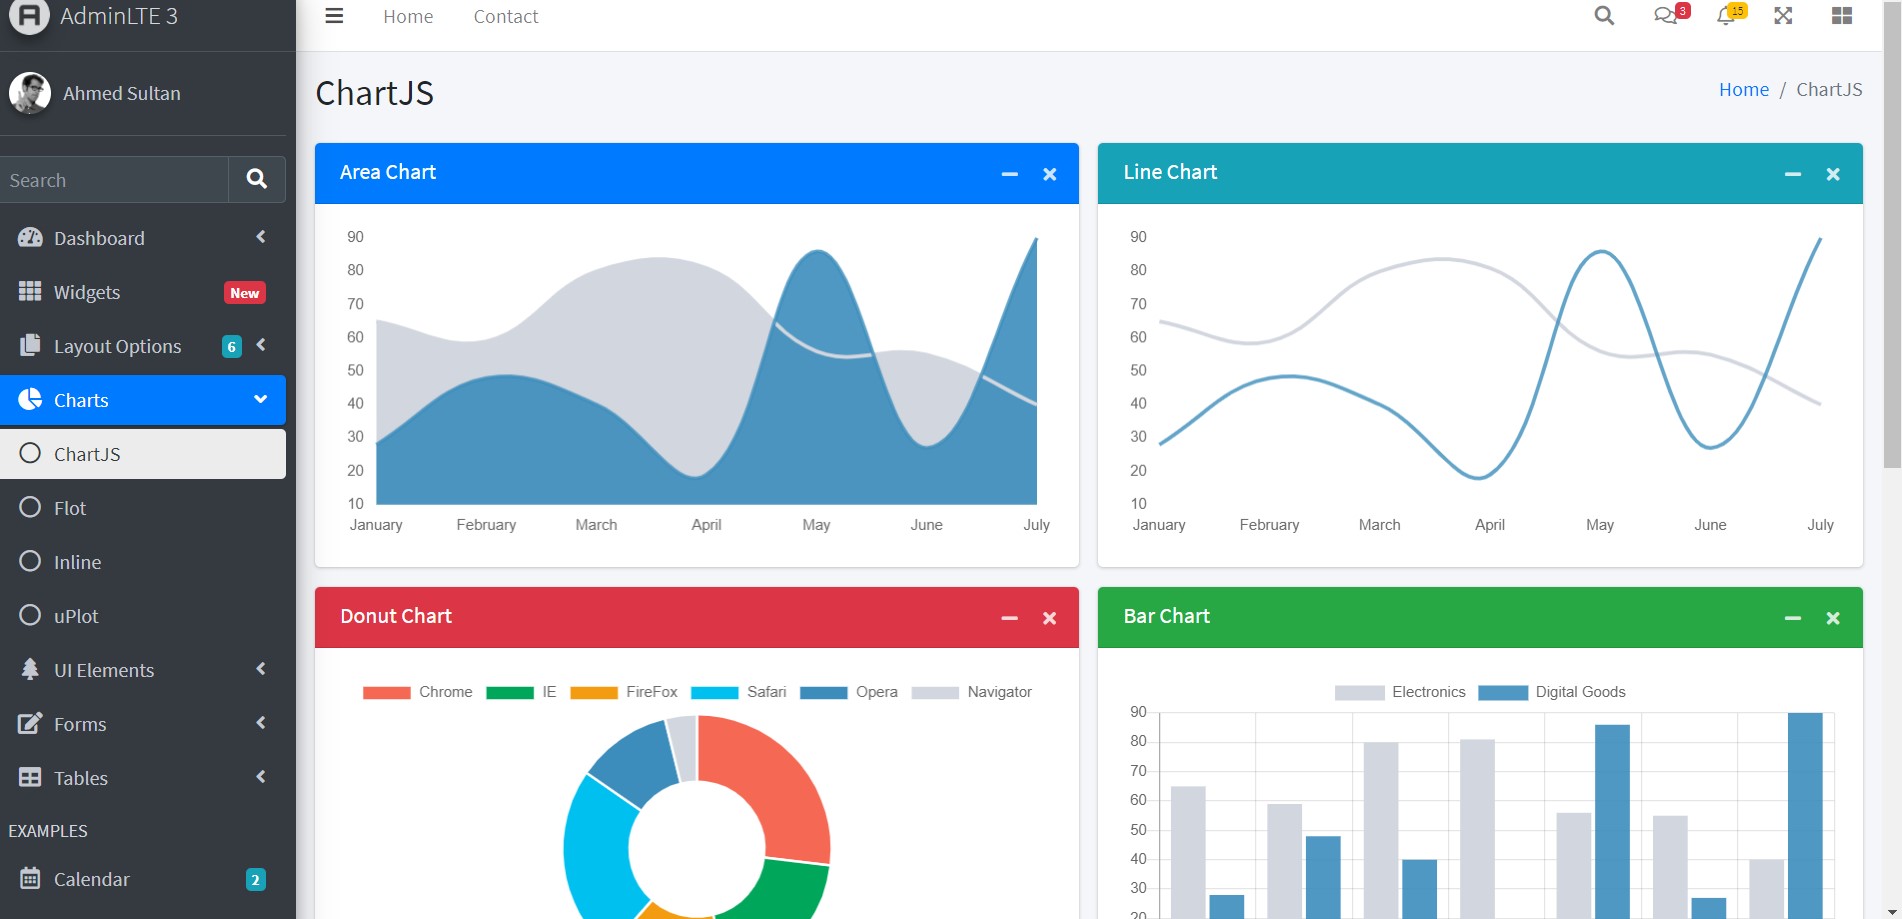 AdminLTE 3
Home Contact
3
15
Ahmed Sultan
Search
Dashboard
Widgets New
Layout Options 6
Charts
ChartJS
Flot
Inline
uPlot
UI Elements
Forms
Tables
EXAMPLES
Calendar 2
ChartJS
Home / ChartJS
Area Chart
90
80
70
60
50
40
30
20
10
January February March April May June July
Line Chart
90
80
70
60
50
40
30
20
10
January February March April May June July
Donut Chart
Chrome IE FireFox Safari Opera Navigator
Bar Chart
Electronics Digital Goods
90
80
70
60
50
40
30
20